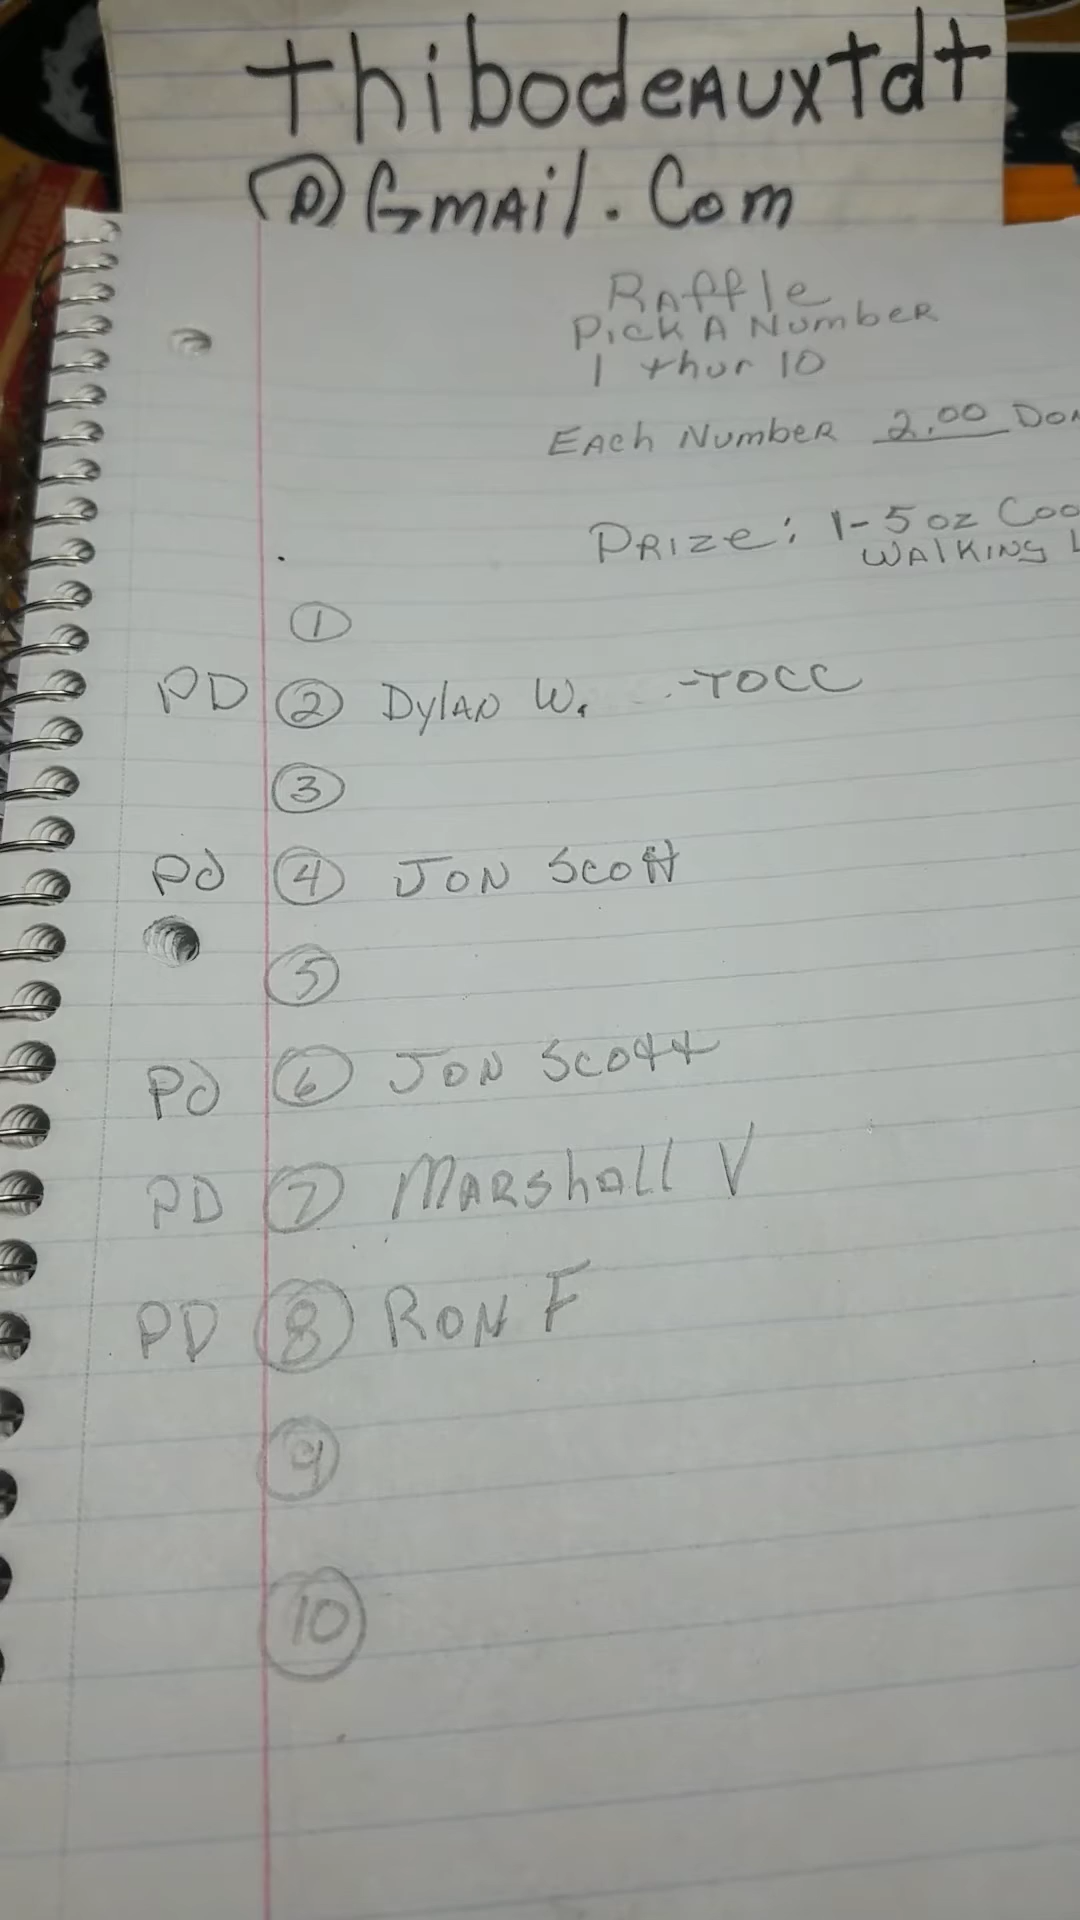 thibodeauxtdt
@Gmail.Com
Raffle
Pick A Number
1 thur 10
Each Number 2.00
Prize: 1-5 oz
Walking
1
PD 2 Dylan W. -TOCC
3
Pd 4 Jon Scott
5
Pd 6 Jon Scott
PD 7 Marshall V
PD 8 Ron F
9
10